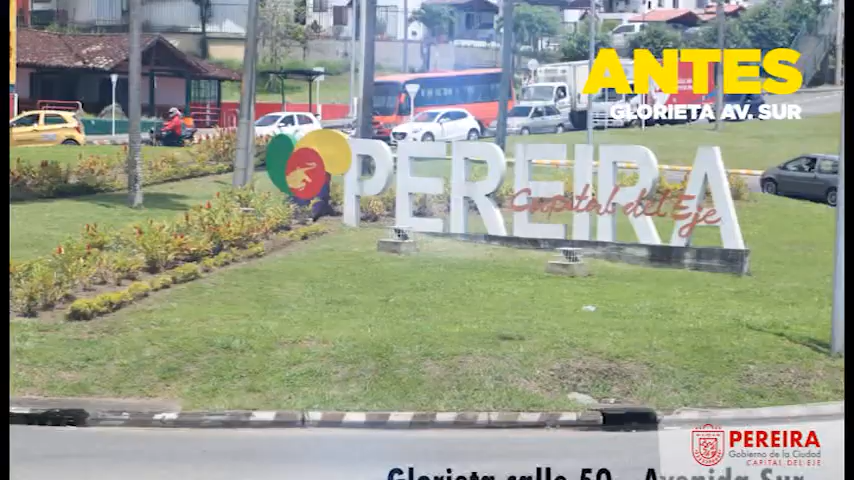 ANTES
GLORIETA AV. SUR
PEREIRA
Capital del Eje
PEREIRA
Gobierno de la Ciudad
CAPITAL DEL EJE
Glorieta calle 50 Avenida Sur